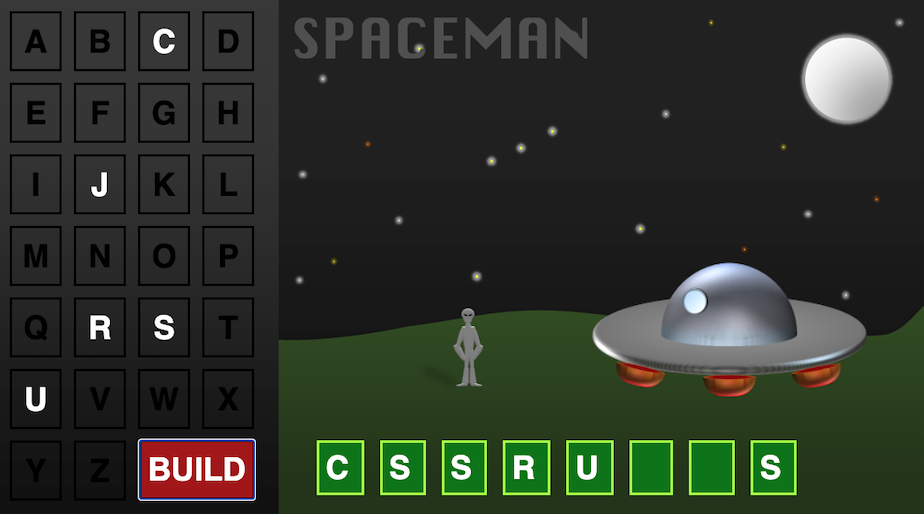 SPACEMAN
A B C D
E F G H
I J K L
M N O P
Q R S T
U V W X
Y Z BUILD
C S S R U S